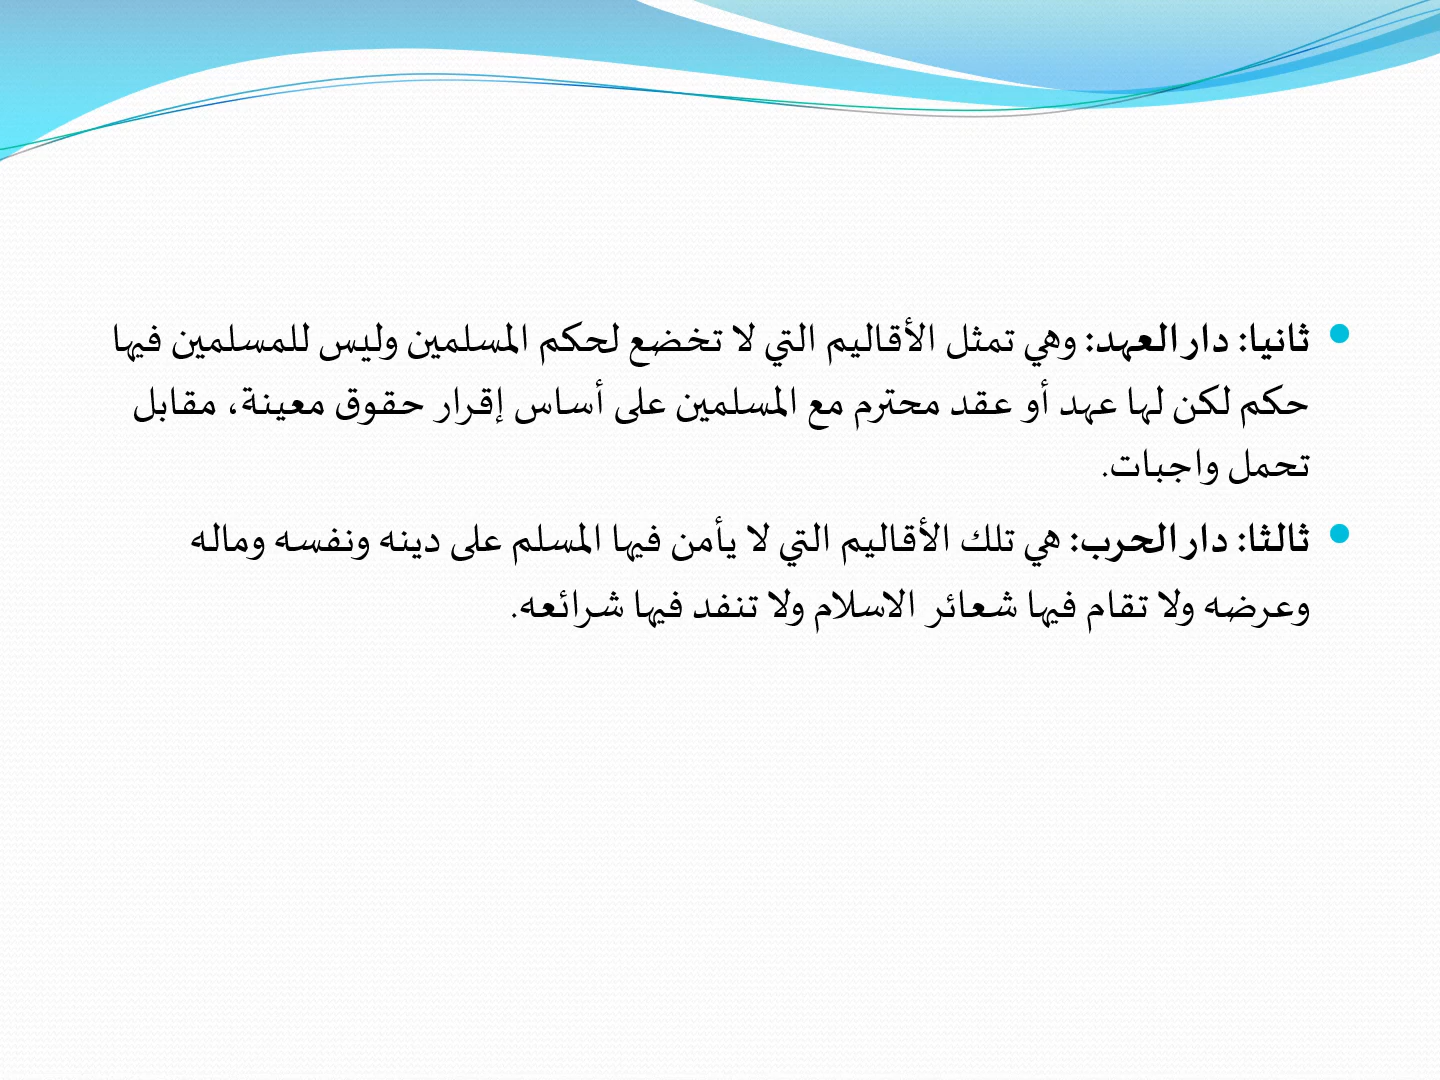 ثانيا: دار العهد: وهي تمثل الأقاليم التي لا تخضع لحكم المسلمين وليس للمسلمين فيها
حكم لكن لها عهد أو عقد محترم مع المسلمين على أساس إقرار حقوق معينة، مقابل
تحمل واجبات.
ثالثا: دار الحرب: هي تلك الأقاليم التي لا يأمن فيها المسلم على دينه ونفسه وماله
وعرضه ولا تقام فيها شعائر الاسلام ولا تنفد فيها شرائعه.